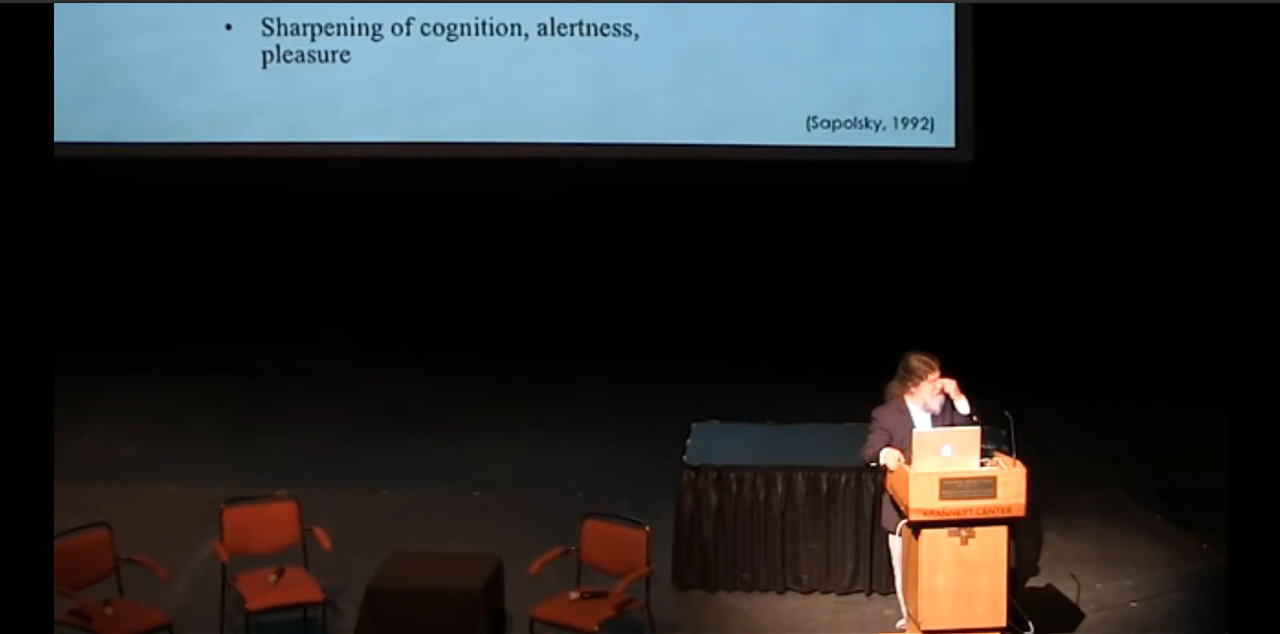 • Sharpening of cognition, alertness,
pleasure
(Sapolsky, 1992)
KRANNERT CENTER